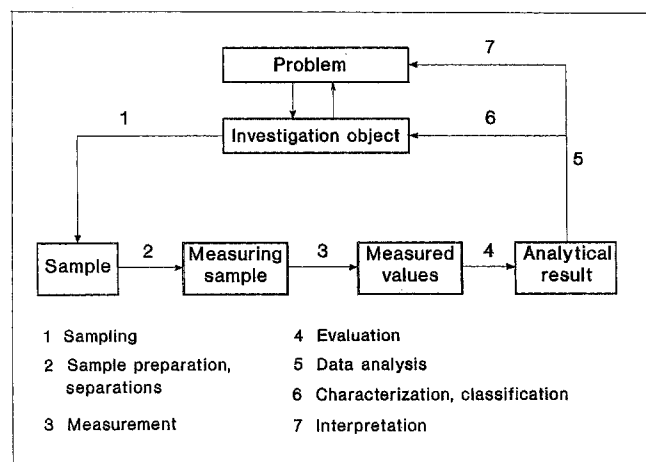 7
Problem
1
Investigation object
6
5
Sample
2
Measuring sample
3
Measured values
4
Analytical result
1 Sampling
2 Sample preparation, separations
3 Measurement
4 Evaluation
5 Data analysis
6 Characterization, classification
7 Interpretation